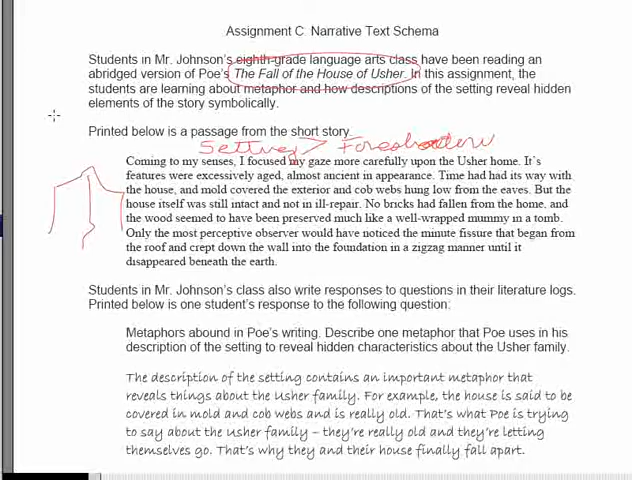 Assignment C Narrative Text Schema
Students in Mr. Johnson's eighth-grade language arts class have been reading an
abridged version of Poe's The Fall of the House of Usher. In this assignment, the
students are learning about metaphor and how descriptions of the setting reveal hidden
elements of the story symbolically.
Printed below is a passage from the short story.
Setting > Foreshadow
Coming to my senses, I focused my gaze more carefully upon the Usher home. It's
features were excessively aged, almost ancient in appearance. Time had had its way with
the house, and mold covered the exterior and cob webs hung low from the eaves. But the
house itself was still intact and not in ill-repair. No bricks had fallen from the home, and
the wood seemed to have been preserved much like a well-wrapped mummy in a tomb.
Only the most perceptive observer would have noticed the minute fissure that began from
the roof and crept down the wall into the foundation in a zigzag manner until it
disappeared beneath the earth.
Students in Mr. Johnson's class also write responses to questions in their literature logs.
Printed below is one student's response to the following question:
Metaphors abound in Poe's writing. Describe one metaphor that Poe uses in his
description of the setting to reveal hidden characteristics about the Usher family.
The description of the setting contains an important metaphor that
reveals things about the Usher family. For example, the house is said to be
covered in mold and cob webs and is really old. That's what Poe is trying
to say about the Usher family – they're really old and they're letting
themselves go. That's why they and their house finally fall apart.